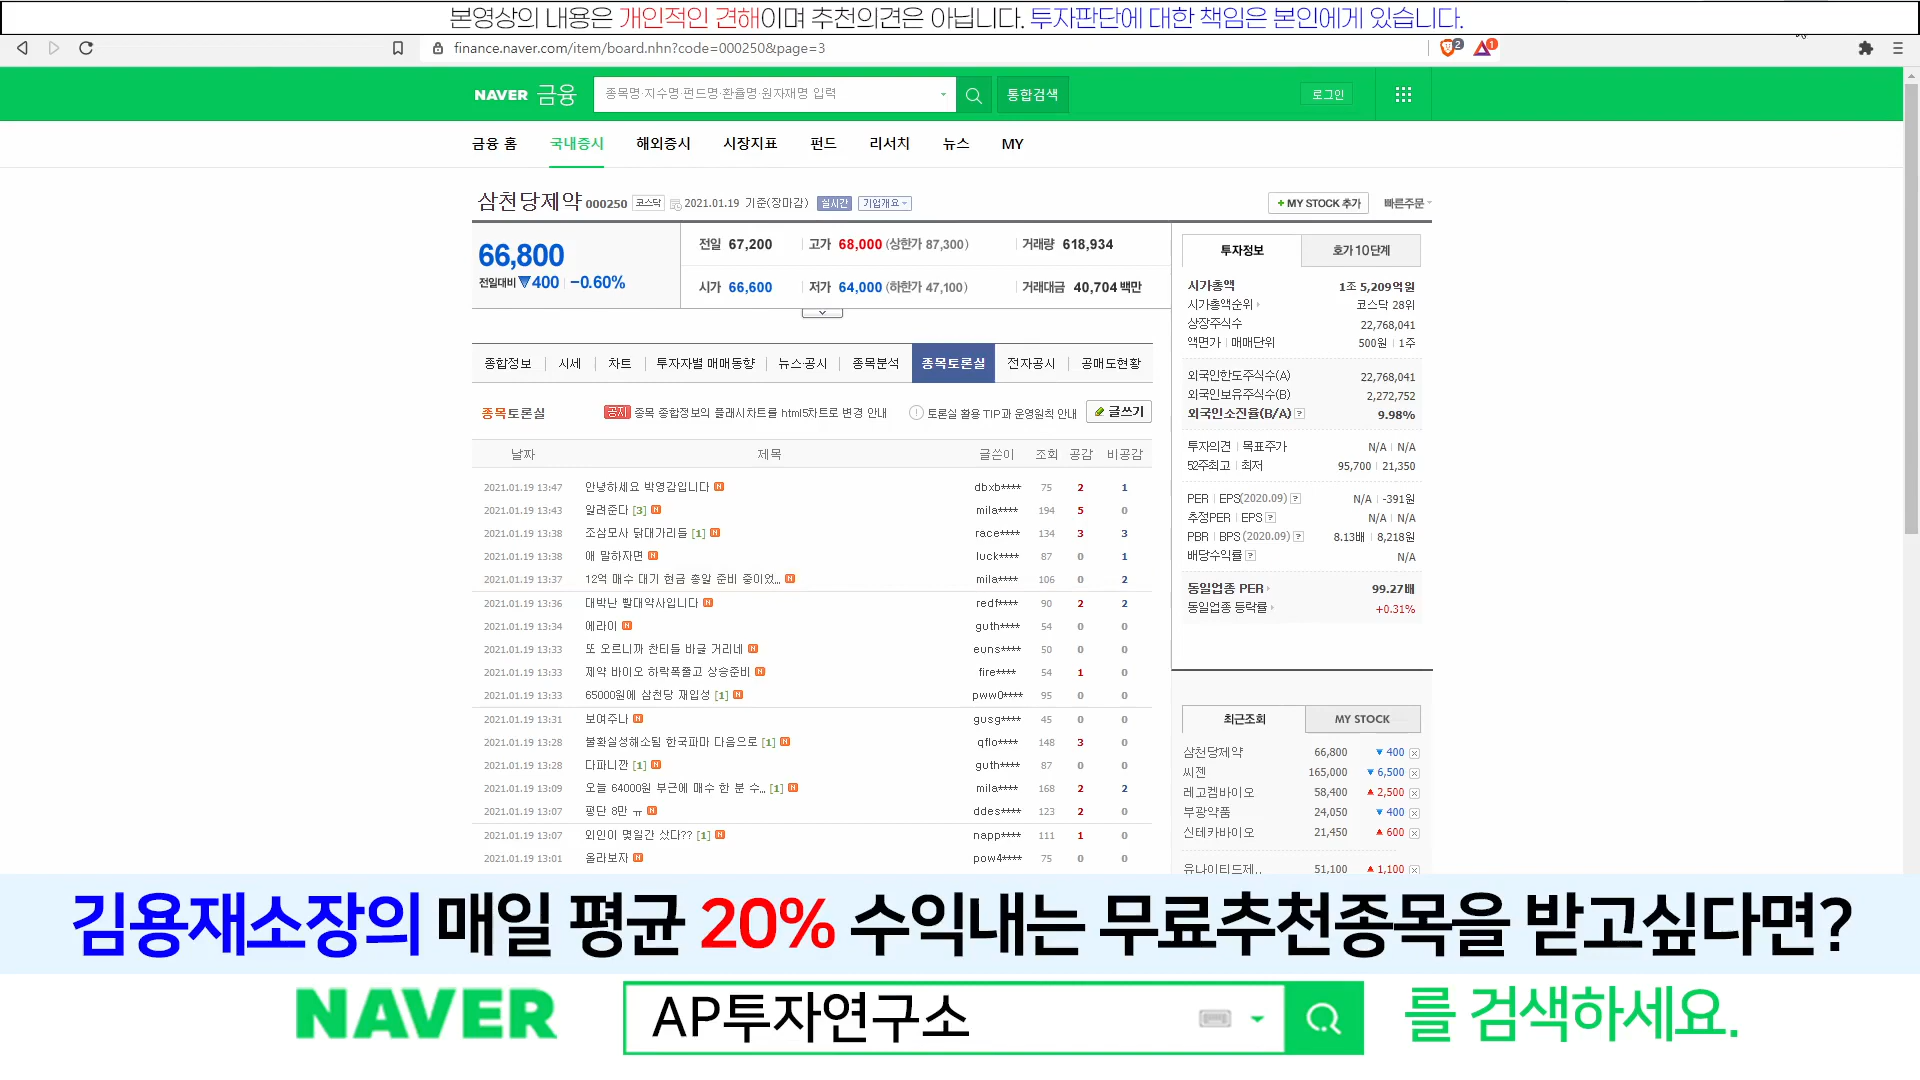 본영상의 내용은 개인적인 견해이며 추천의견은 아닙니다. 투자판단에 대한 책임은 본인에게 있습니다.
finance.naver.com/item/board.nhn?code=000250&page=3
2
1
NAVER 금융
종목명·지수명·펀드명·환율명·원자재명 입력
통합검색
로그인
금융 홈 국내증시 해외증시 시장지표 펀드 리서치 뉴스 MY
삼천당제약 000250 코스닥 2021.01.19 기준(장마감) 실시간 기업개요
+ MY STOCK 추가 빠른주문
66,800
전일대비 ▼400 | -0.60%
전일 67,200 고가 68,000 (상한가 87,300) 거래량 618,934
시가 66,600 저가 64,000 (하한가 47,100) 거래대금 40,704 백만
종합정보 시세 차트 투자자별 매매동향 뉴스·공시 종목분석 종목토론실 전자공시 공매도현황
종목토론실 공지 종목 종합정보의 플래시차트를 html5차트로 변경 안내 토론실 활용 TIP과 운영원칙 안내 글쓰기
날짜 제목 글쓴이 조회 공감 비공감
2021.01.19 13:47 안녕하세요 박영감입니다 N dbxb**** 75 2 1
2021.01.19 13:43 알려준다 [3] N mila**** 194 5 0
2021.01.19 13:38 조삼모사 닭대가리들 [1] N race**** 134 3 3
2021.01.19 13:38 애 말하자면 N luck**** 87 0 1
2021.01.19 13:37 12억 매수 대기 현금 총알 준비 중이었... N mila**** 106 0 2
2021.01.19 13:36 대박난 빨대약사입니다 N redf**** 90 2 2
2021.01.19 13:34 에라이 N guth**** 54 0 0
2021.01.19 13:33 또 오르니까 찬티들 바글 거리네 N euns**** 50 0 0
2021.01.19 13:33 제약 바이오 하락폭줄고 상승준비 N fire**** 54 1 0
2021.01.19 13:33 65000원에 삼천당 재입성 [1] N pww0**** 95 0 0
2021.01.19 13:31 보여주나 N gusg**** 45 0 0
2021.01.19 13:28 불확실성해소됨 한국파마 다음으로 [1] N qflo**** 148 3 0
2021.01.19 13:28 다파니깐 [1] N guth**** 87 0 0
2021.01.19 13:09 오늘 64000원 부근에 매수 한 분 수... [1] N mila**** 168 2 2
2021.01.19 13:07 평단 8만 ㅠ N ddes**** 123 2 0
2021.01.19 13:07 외인이 몇일간 샀다?? [1] N napp**** 111 1 0
2021.01.19 13:01 올라보자 N pow4**** 75 0 0
투자정보 호가 10단계
시가총액 1조 5,209억원
시가총액순위 코스닥 28위
상장주식수 22,768,041
액면가 | 매매단위 500원 | 1주
외국인한도주식수(A) 22,768,041
외국인보유주식수(B) 2,272,752
외국인소진율(B/A) ? 9.98%
투자의견 | 목표주가 N/A | N/A
52주최고 | 최저 95,700 | 21,350
PER | EPS(2020.09) ? N/A | -391원
추정PER | EPS ? N/A | N/A
PBR | BPS (2020.09) ? 8.13배 | 8,218원
배당수익률 ? N/A
동일업종 PER 99.27배
동일업종 등락률 +0.31%
최근조회 MY STOCK
삼천당제약 66,800 ▼ 400
씨젠 165,000 ▼ 6,500
레고켐바이오 58,400 ▲ 2,500
부광약품 24,050 ▼ 400
신테카바이오 21,450 ▲ 600
유나이티드제.. 51,100 ▲ 1,100
김용재소장의 매일 평균 20% 수익내는 무료추천종목을 받고싶다면?
NAVER AP투자연구소 를 검색하세요.